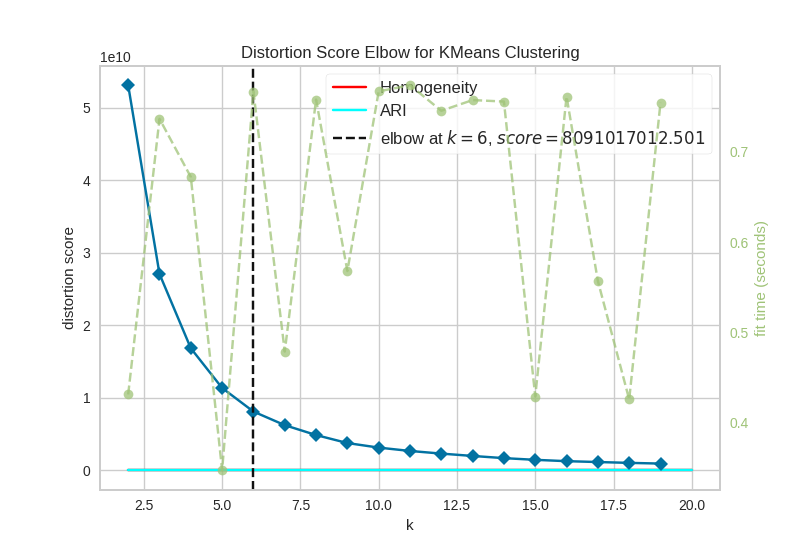 Distortion Score Elbow for KMeans Clustering
1e10
Homogeneity
ARI
elbow at k = 6, score = 8091017012.501
5
4
3
2
1
0
distortion score
0.7
0.6
0.5
0.4
fit time (seconds)
2.5 5.0 7.5 10.0 12.5 15.0 17.5 20.0
k